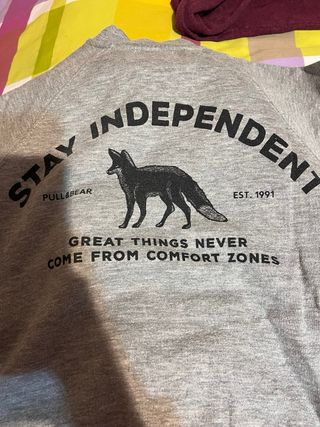 STAY INDEPENDENT
PULL&BEAR
EST. 1991
GREAT THINGS NEVER
COME FROM COMFORT ZONES